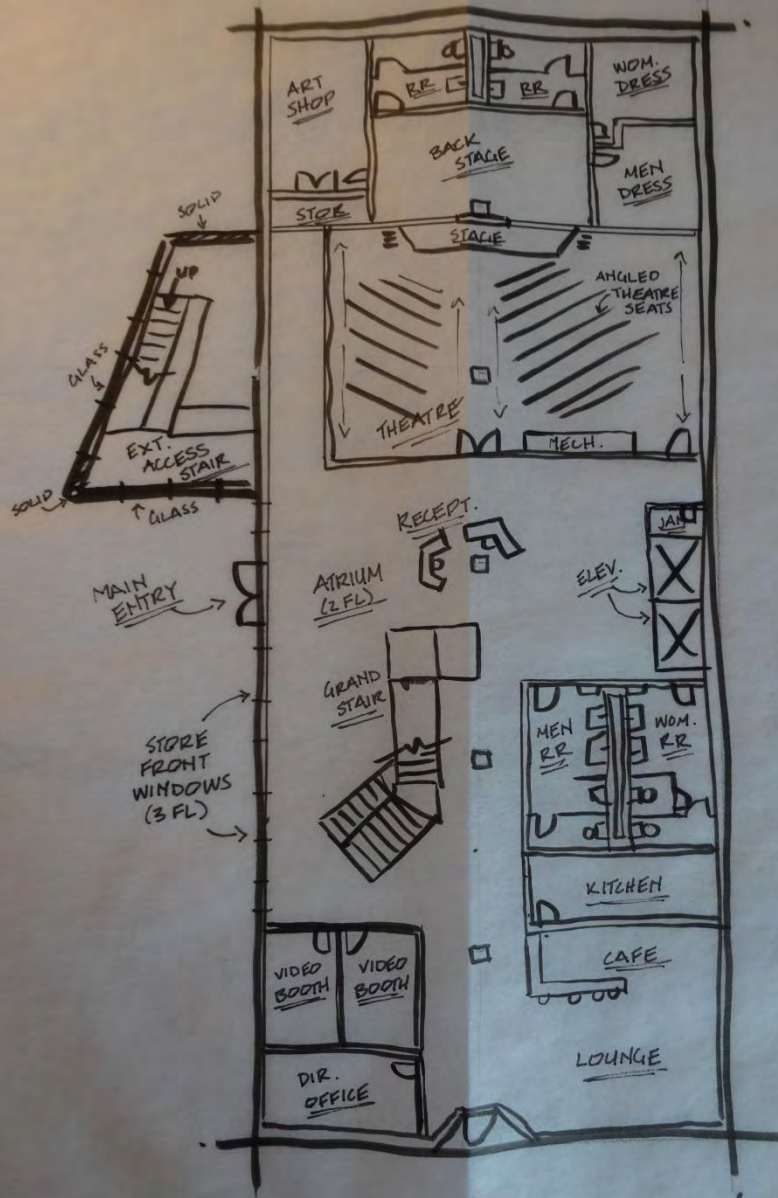 ART
SHOP
RR
RR
WOM.
DRESS
BACK
STAGE
MEN
DRESS
STOR
SOLID
STAGE
UP
ANGLED
THEATRE
SEATS
GLASS
THEATRE
MECH.
EXT.
ACCESS
STAIR
SOLID
GLASS
RECEPT.
JAN
MAIN
ENTRY
ATRIUM
(2 FL)
ELEV.
GRAND
STAIR
MEN
RR
WOM.
RR
STORE
FRONT
WINDOWS
(3 FL)
KITCHEN
CAFE
VIDEO
BOOTH
VIDEO
BOOTH
LOUNGE
DIR.
OFFICE